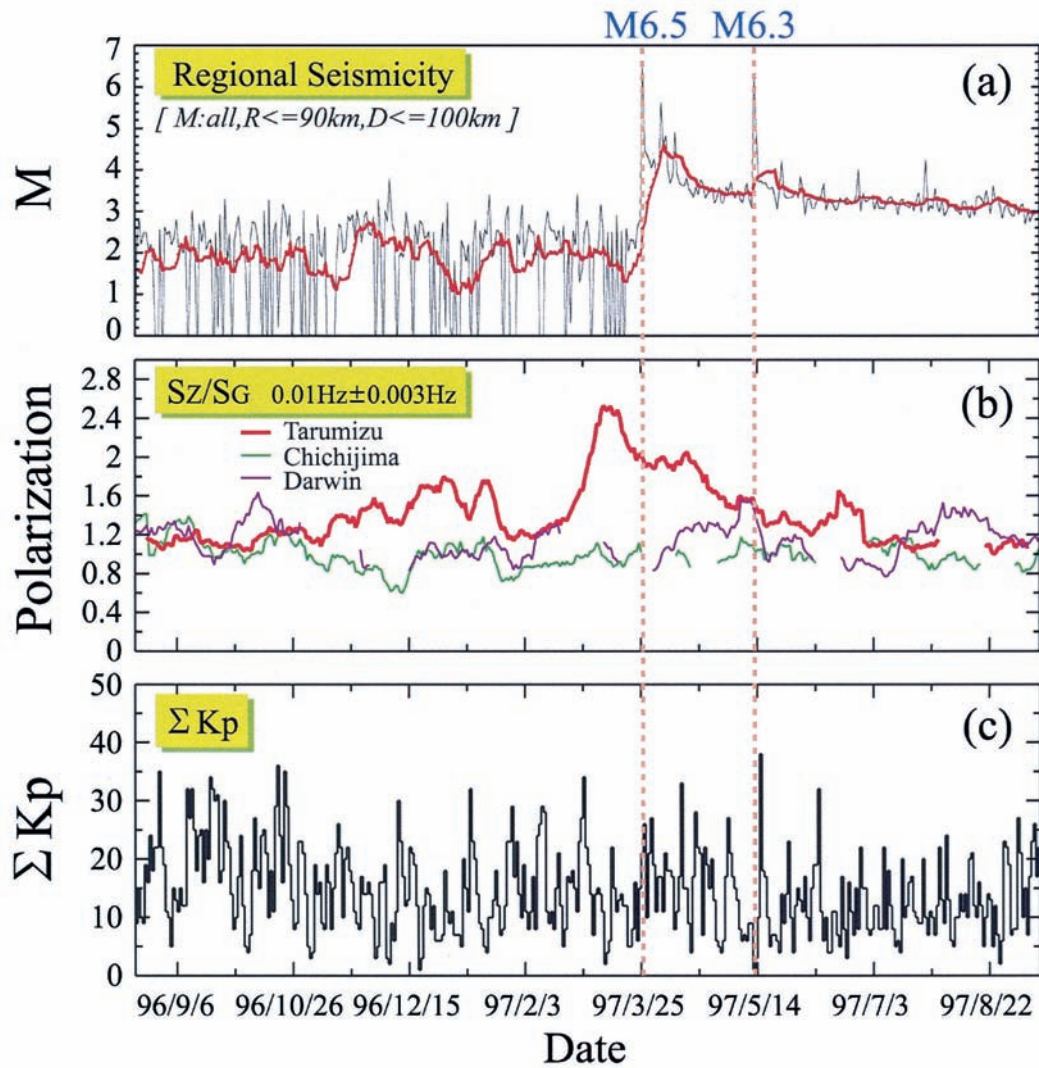 M6.5 M6.3
7
6
5
4
3
2
1
0
M
Regional Seismicity
[ M:all,R<=90km,D<=100km ]
(a)
2.8
2.4
2
1.6
1.2
0.8
0.4
0
Polarization
SZ/SG 0.01Hz±0.003Hz
Tarumizu
Chichijima
Darwin
(b)
50
40
30
20
10
0
Σ Kp
Σ Kp
(c)
96/9/6 96/10/26 96/12/15 97/2/3 97/3/25 97/5/14 97/7/3 97/8/22
Date